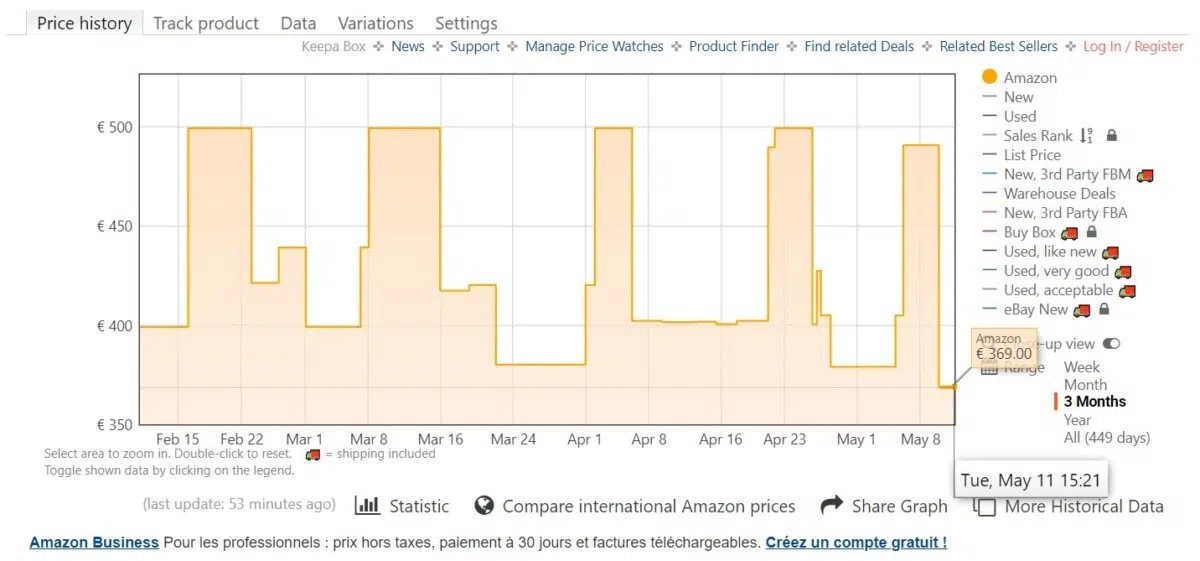 Price history Track product Data Variations Settings
Keepa Box News Support Manage Price Watches Product Finder Find related Deals Related Best Sellers Log In / Register
€ 500
€ 450
€ 400
€ 350
Feb 15 Feb 22 Mar 1 Mar 8 Mar 16 Mar 24 Apr 1 Apr 8 Apr 16 Apr 23 May 1 May 8
Amazon
New
Used
Sales Rank
List Price
New, 3rd Party FBM
Warehouse Deals
New, 3rd Party FBA
Buy Box
Used, like new
Used, very good
Used, acceptable
eBay New
Amazon
€ 369.00
view
Range Week
Month
3 Months
Year
All (449 days)
Select area to zoom in. Double-click to reset. = shipping included
Toggle shown data by clicking on the legend.
Tue, May 11 15:21
(last update: 53 minutes ago) Statistic Compare international Amazon prices Share Graph More Historical Data
Amazon Business Pour les professionnels : prix hors taxes, paiement à 30 jours et factures téléchargeables. Créez un compte gratuit !